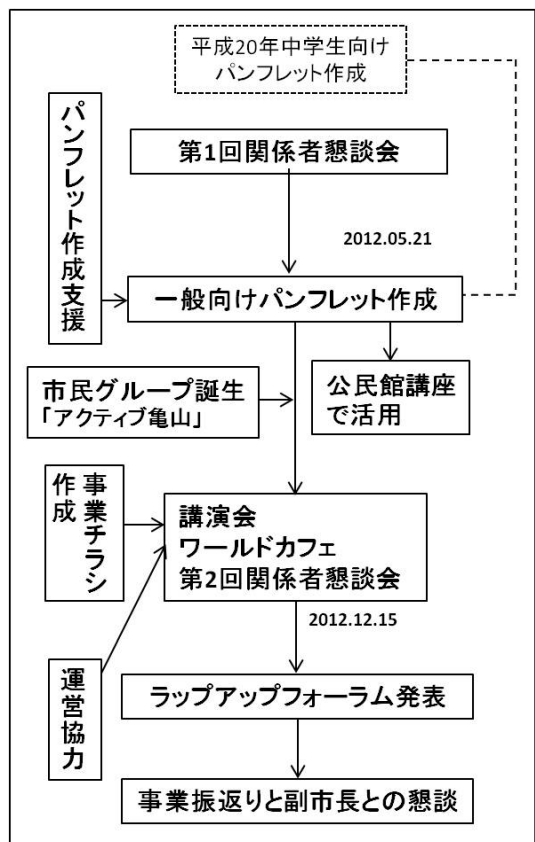 平成20年中学生向け
パンフレット作成
パンフレット作成支援
第1回関係者懇談会
2012.05.21
一般向けパンフレット作成
市民グループ誕生
「アクティブ亀山」
公民館講座
で活用
事業チラシ
作成
講演会
ワールドカフェ
第2回関係者懇談会
2012.12.15
運営協力
ラップアップフォーラム発表
事業振返りと副市長との懇談